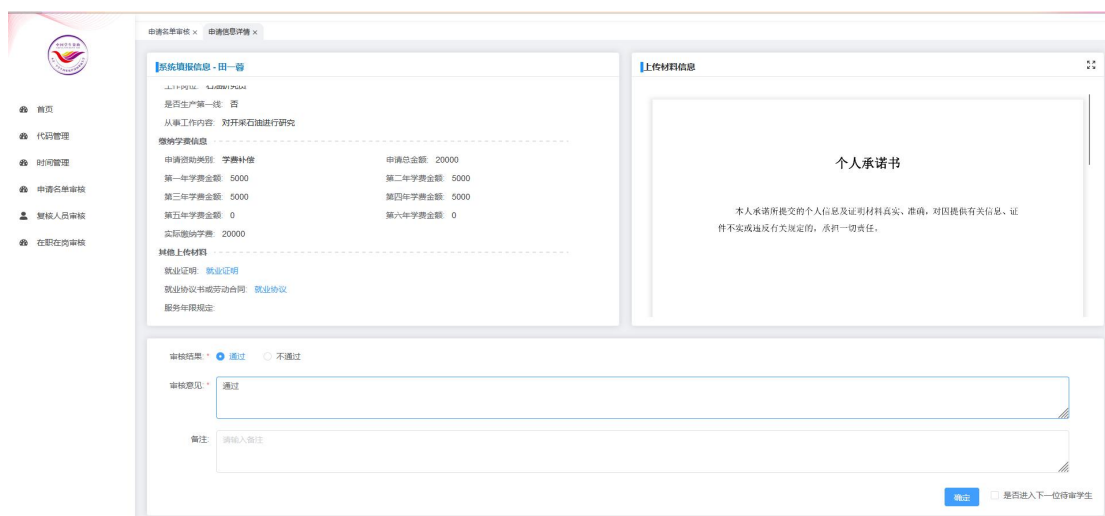 申请名单审核 × 申请信息详情 ×
首页
代码管理
时间管理
申请名单审核
复核人员审核
在职在岗审核
系统填报信息 - 田一蓉
是否生产第一线: 否
从事工作内容: 对开采石油进行研究
缴纳学费信息
申请资助类别: 学费补偿 申请总金额: 20000
第一年学费金额: 5000 第二年学费金额: 5000
第三年学费金额: 5000 第四年学费金额: 5000
第五年学费金额: 0 第六年学费金额: 0
实际缴纳学费: 20000
其他上传材料
就业证明: 就业证明
就业协议书或劳动合同: 就业协议
服务年限规定:
上传材料信息
个人承诺书
本人承诺所提交的个人信息及证明材料真实、准确，对因提供有关信息、证
件不实或违反有关规定的，承担一切责任。
审核结果: * 通过 不通过
审核意见: * 通过
备注: 请输入备注
确定 是否进入下一位待审学生